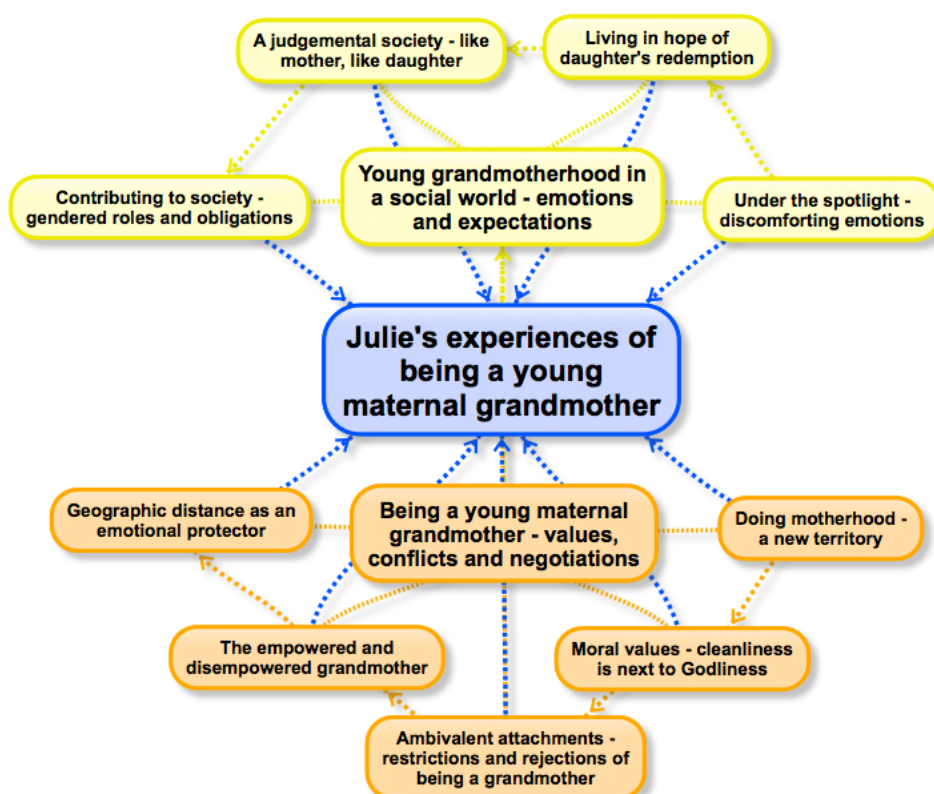 A judgemental society - like
mother, like daughter
Living in hope of
daughter's redemption
Contributing to society -
gendered roles and obligations
Young grandmotherhood in
a social world - emotions
and expectations
Under the spotlight -
discomforting emotions
Julie's experiences of
being a young
maternal grandmother
Geographic distance as an
emotional protector
Being a young maternal
grandmother - values,
conflicts and negotiations
Doing motherhood -
a new territory
The empowered and
disempowered grandmother
Moral values - cleanliness
is next to Godliness
Ambivalent attachments -
restrictions and rejections of
being a grandmother